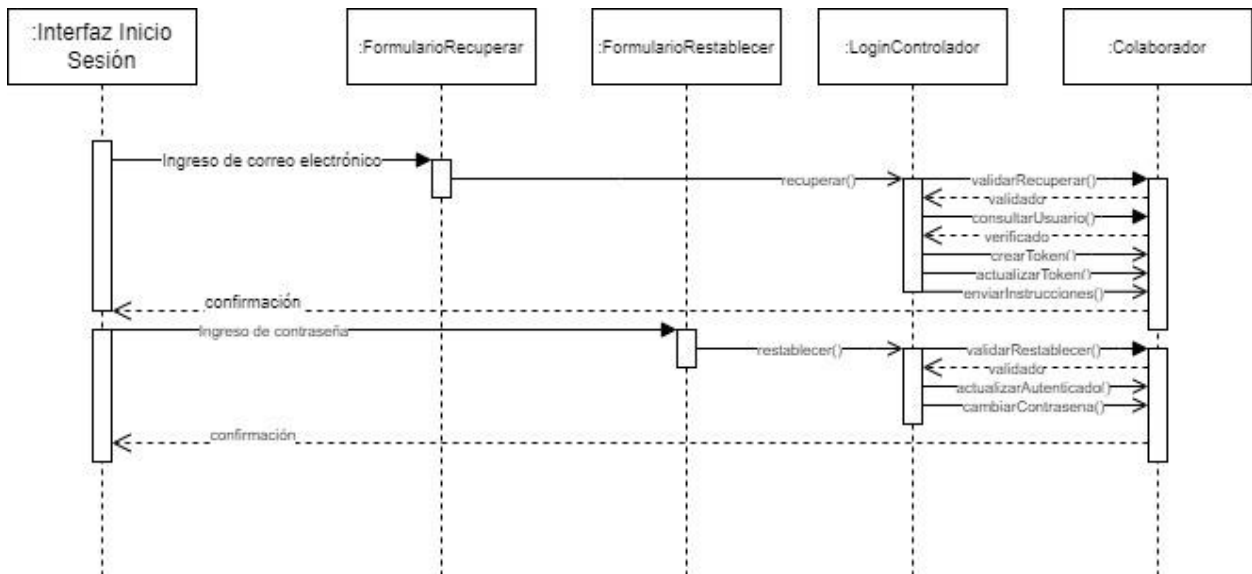 :Interfaz Inicio
Sesión
:FormularioRecuperar
:FormularioRestablecer
:LoginControlador
:Colaborador
Ingreso de correo electrónico
recuperar()
validarRecuperar()
validado
consultarUsuario()
verificado
crearToken()
actualizarToken()
enviarInstrucciones()
confirmación
Ingreso de contraseña
restablecer()
validarRestablecer()
validado
actualizarAutenticado()
cambiarContrasena()
confirmación